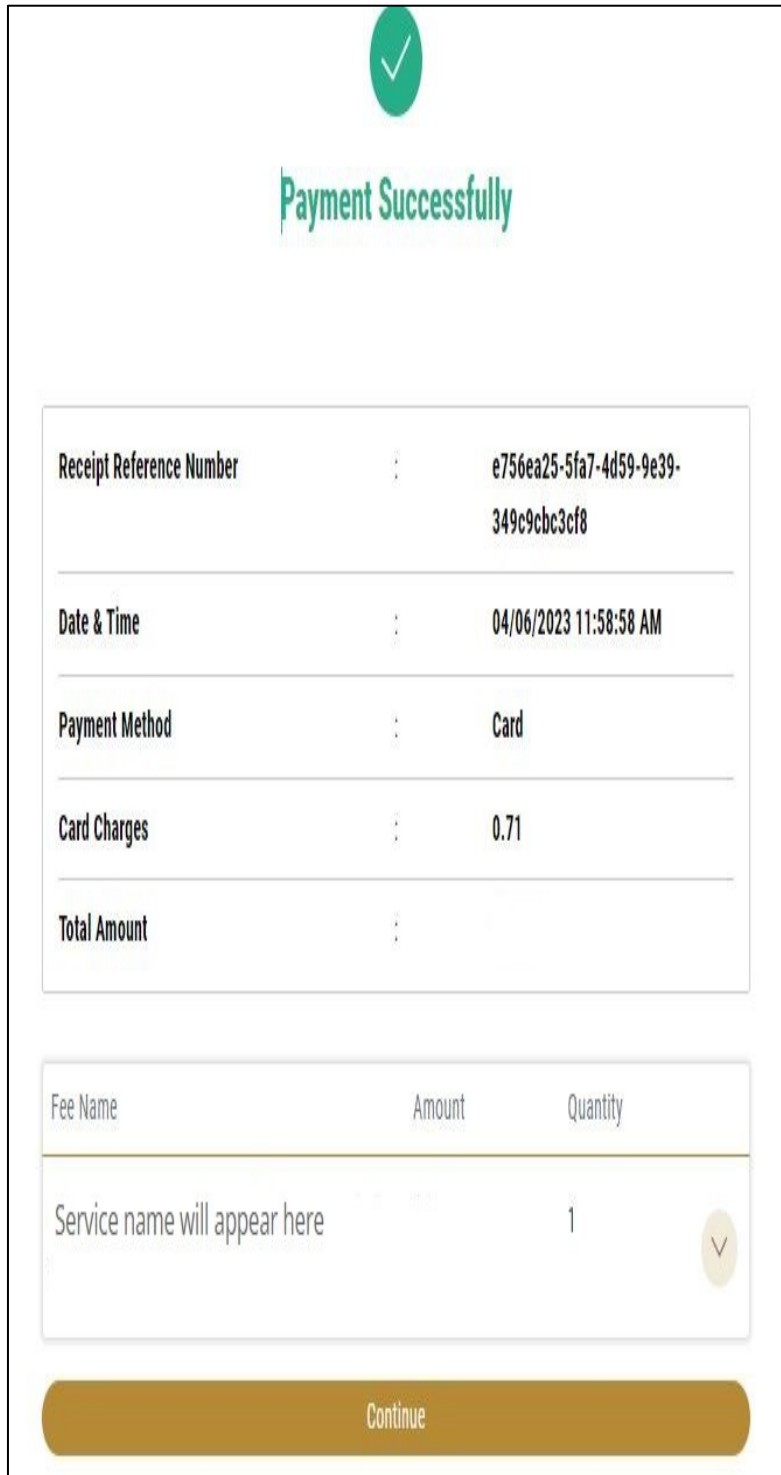 Payment Successfully
Receipt Reference Number : e756ea25-5fa7-4d59-9e39-
349c9cbc3cf8
Date & Time : 04/06/2023 11:58:58 AM
Payment Method : Card
Card Charges : 0.71
Total Amount :
Fee Name Amount Quantity
Service name will appear here 1
Continue